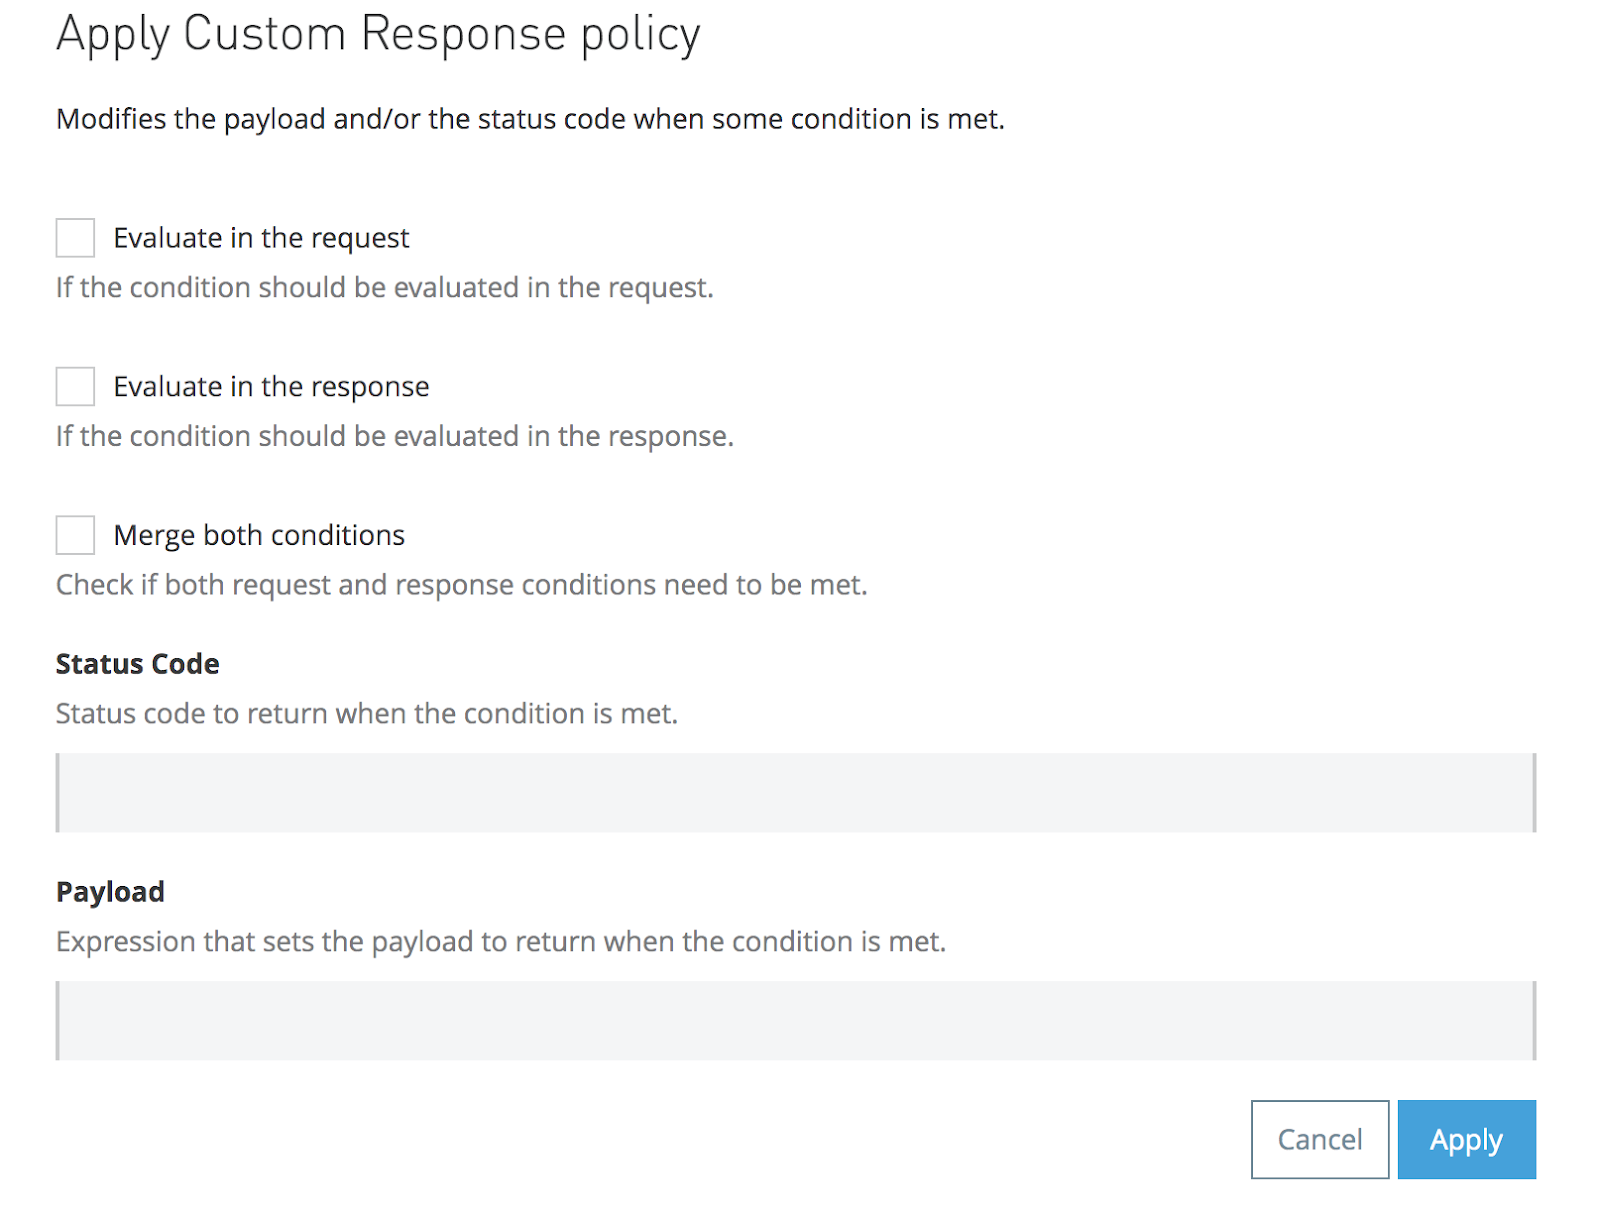 Apply Custom Response policy
Modifies the payload and/or the status code when some condition is met.
Evaluate in the request
If the condition should be evaluated in the request.
Evaluate in the response
If the condition should be evaluated in the response.
Merge both conditions
Check if both request and response conditions need to be met.
Status Code
Status code to return when the condition is met.
Payload
Expression that sets the payload to return when the condition is met.
Cancel
Apply